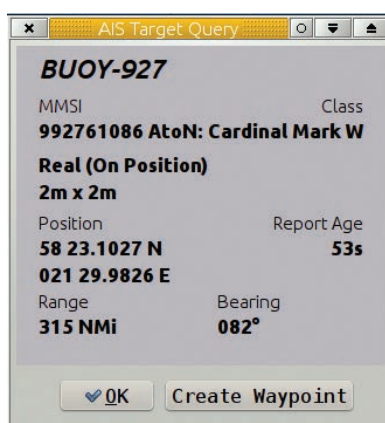 AIS Target Query
BUOY-927
MMSI Class
992761086 AtoN: Cardinal Mark W
Real (On Position)
2m x 2m
Position Report Age
58 23.1027 N 53s
021 29.9826 E
Range Bearing
315 NMi 082°
OK Create Waypoint